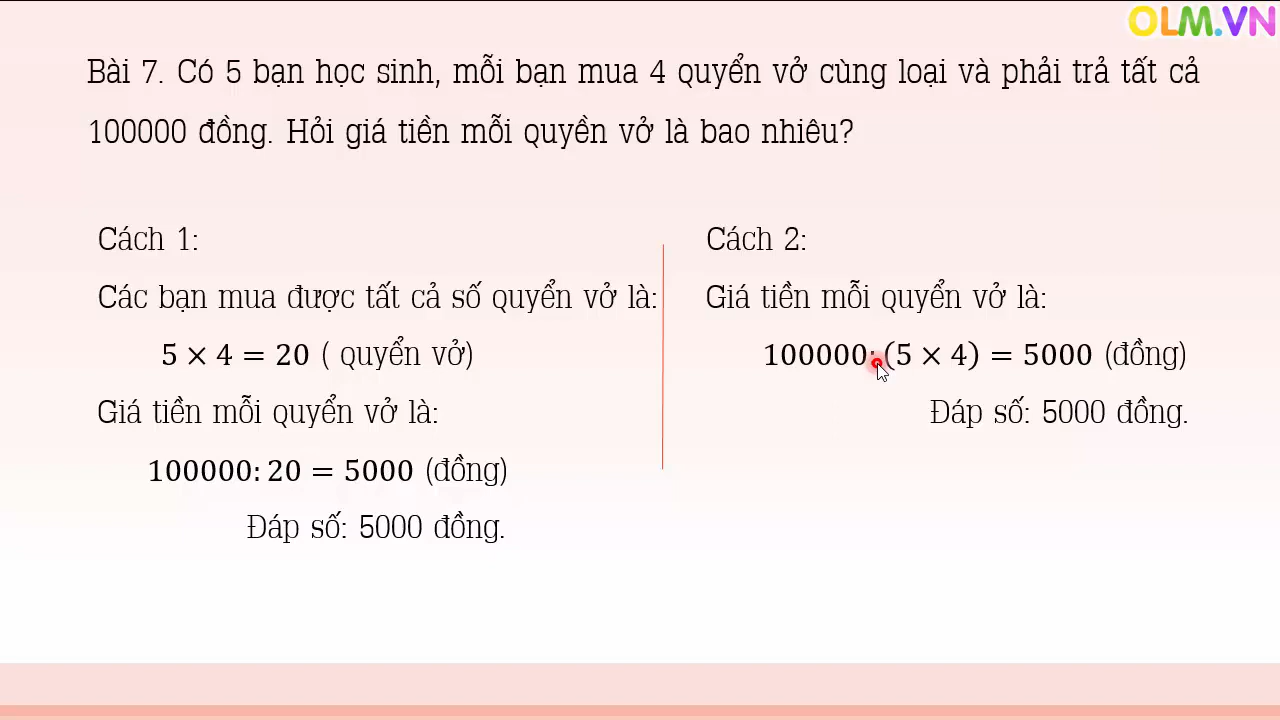 OLM.VN
Bài 7. Có 5 bạn học sinh, mỗi bạn mua 4 quyển vở cùng loại và phải trả tất cả
100000 đồng. Hỏi giá tiền mỗi quyền vở là bao nhiêu?
Cách 1:
Các bạn mua được tất cả số quyển vở là:
5 × 4 = 20 ( quyển vở)
Giá tiền mỗi quyển vở là:
100000: 20 = 5000 (đồng)
Đáp số: 5000 đồng.
Cách 2:
Giá tiền mỗi quyển vở là:
100000: (5 × 4) = 5000 (đồng)
Đáp số: 5000 đồng.